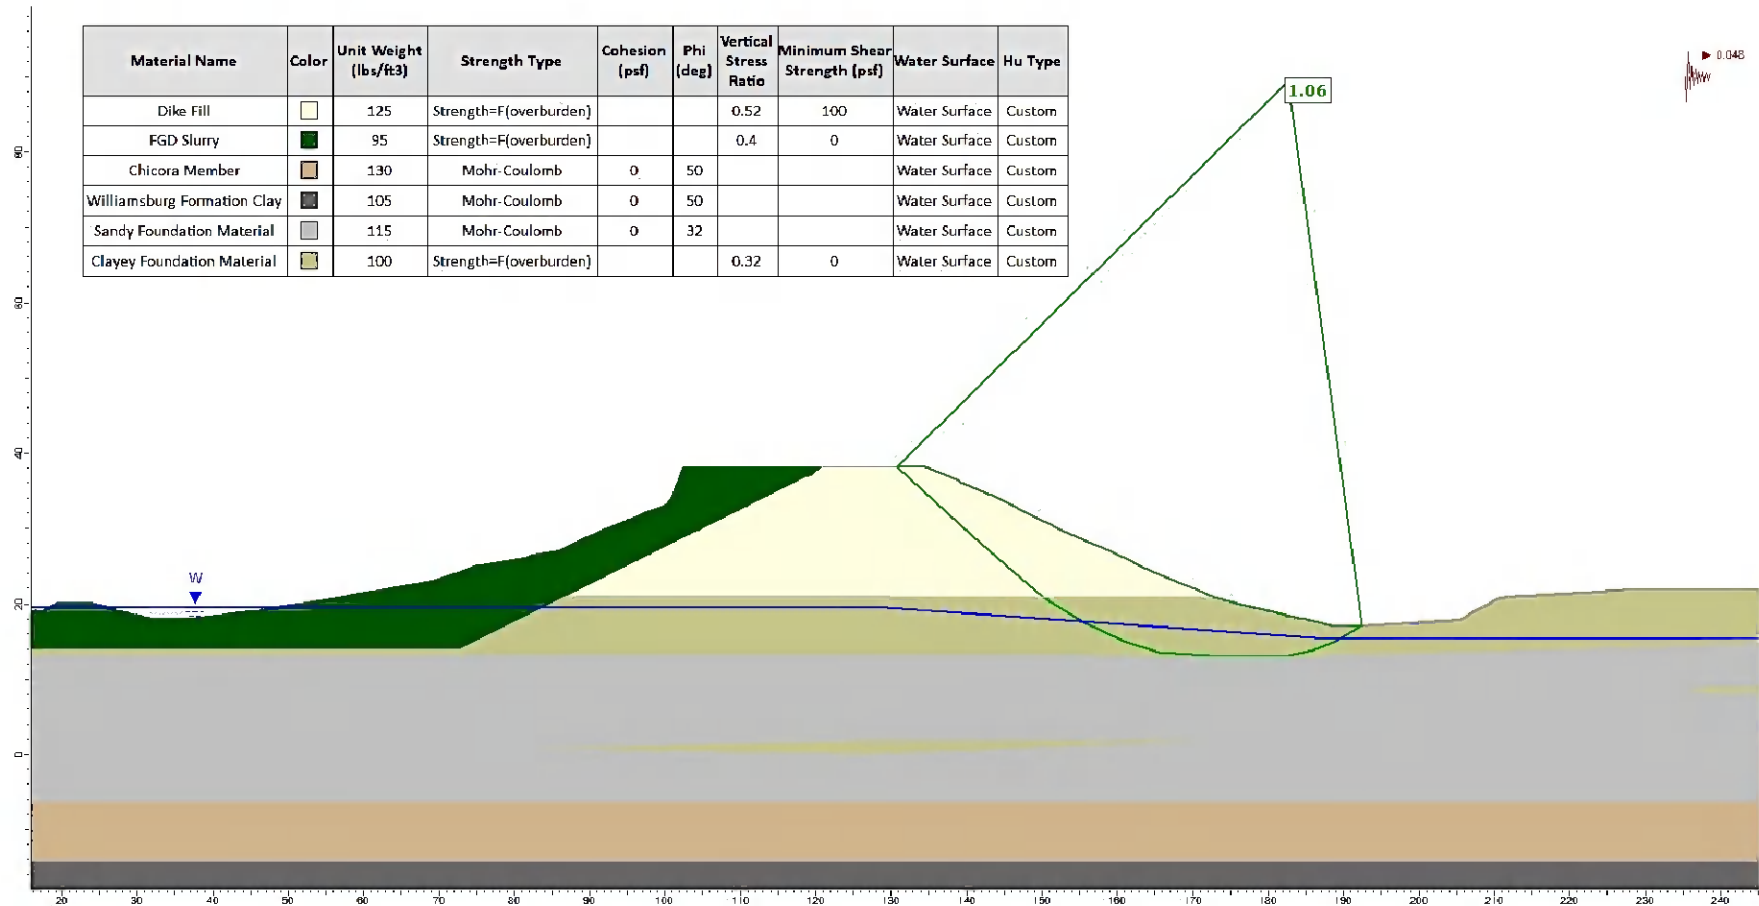 Material Name Color Unit Weight (lbs/ft3) Strength Type Cohesion (psf) Phi (deg) Vertical Stress Ratio Minimum Shear Strength (psf) Water Surface Hu Type
Dike Fill 125 Strength=F(overburden) 0.52 100 Water Surface Custom
FGD Slurry 95 Strength=F(overburden) 0.4 0 Water Surface Custom
Chicora Member 130 Mohr-Coulomb 0 50 Water Surface Custom
Williamsburg Formation Clay 105 Mohr-Coulomb 0 50 Water Surface Custom
Sandy Foundation Material 115 Mohr-Coulomb 0 32 Water Surface Custom
Clayey Foundation Material 100 Strength=F(overburden) 0.32 0 Water Surface Custom
1.06
0.048
80
60
40
20
0
W
20 30 40 50 60 70 80 90 100 110 120 130 140 150 160 170 180 190 200 210 220 230 240